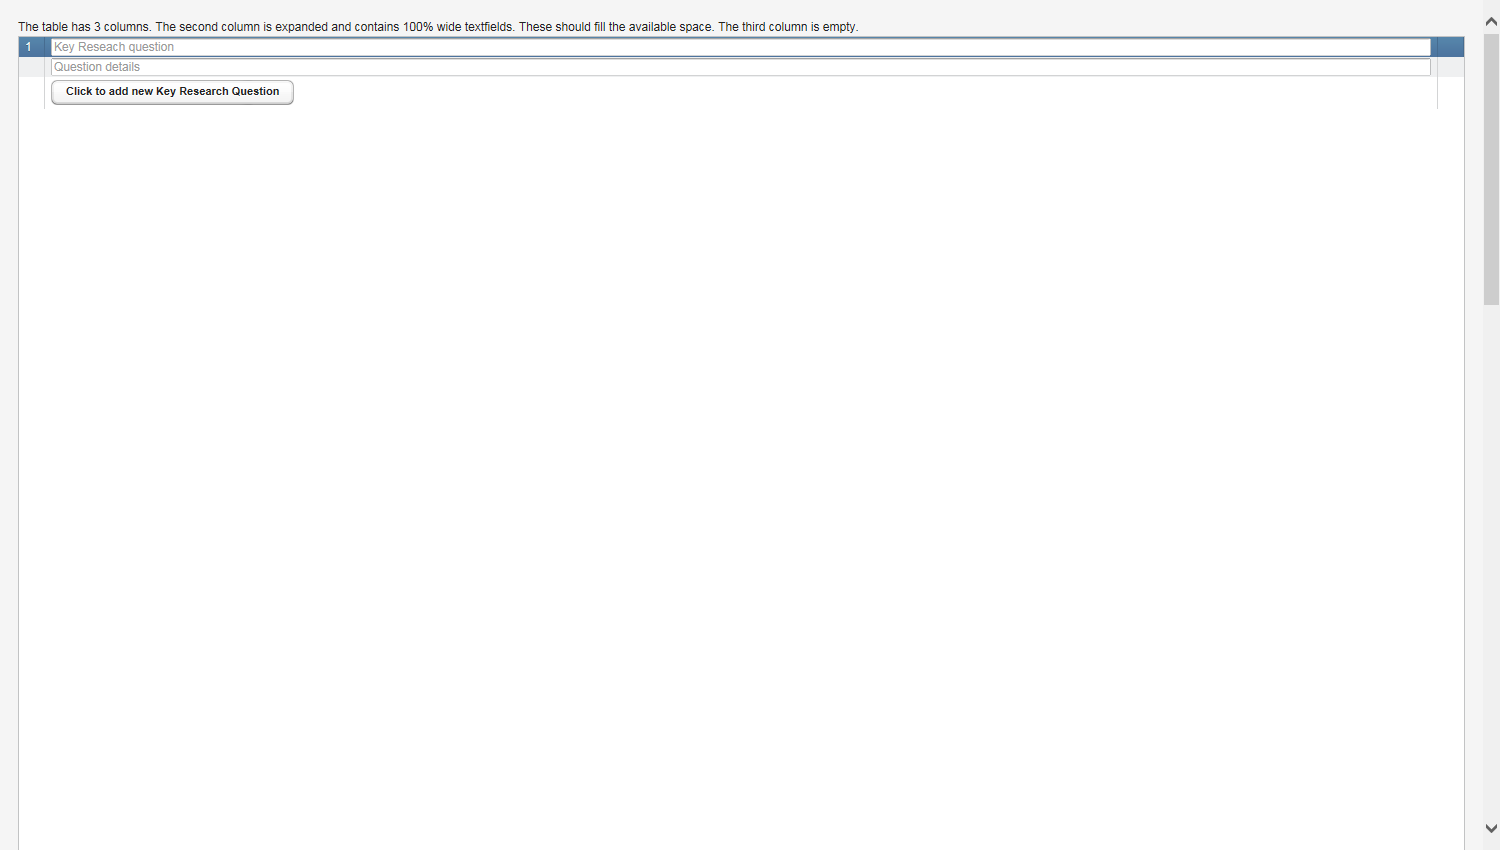 The table has 3 columns. The second column is expanded and contains 100% wide textfields. These should fill the available space. The third column is empty.
1 Key Reseach question
Question details
Click to add new Key Research Question